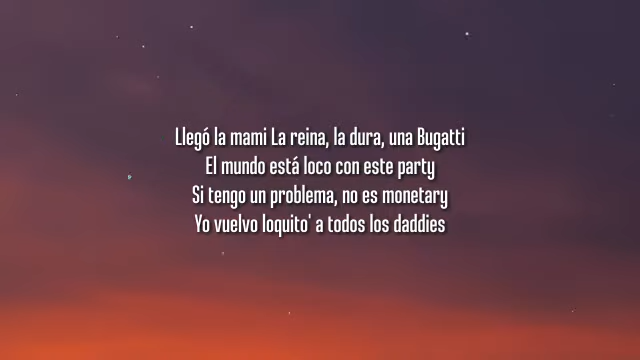 Llegó la mami La reina, la dura, una Bugatti
El mundo está loco con este party
Si tengo un problema, no es monetary
Yo vuelvo loquito' a todos los daddies